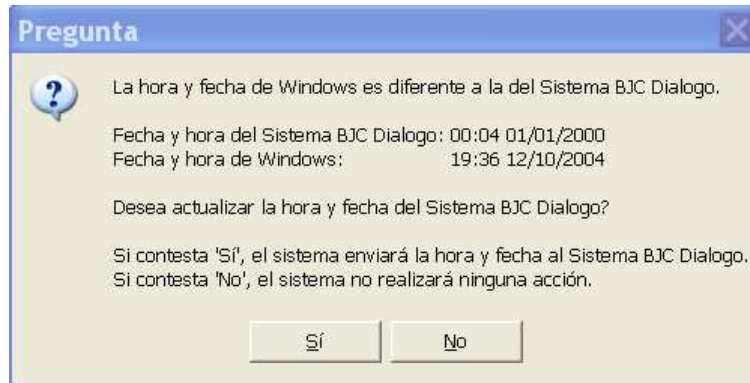 Pregunta
La hora y fecha de Windows es diferente a la del Sistema BJC Dialogo.
Fecha y hora del Sistema BJC Dialogo: 00:04 01/01/2000
Fecha y hora de Windows: 19:36 12/10/2004
Desea actualizar la hora y fecha del Sistema BJC Dialogo?
Si contesta 'Sí', el sistema enviará la hora y fecha al Sistema BJC Dialogo.
Si contesta 'No', el sistema no realizará ninguna acción.
Sí No